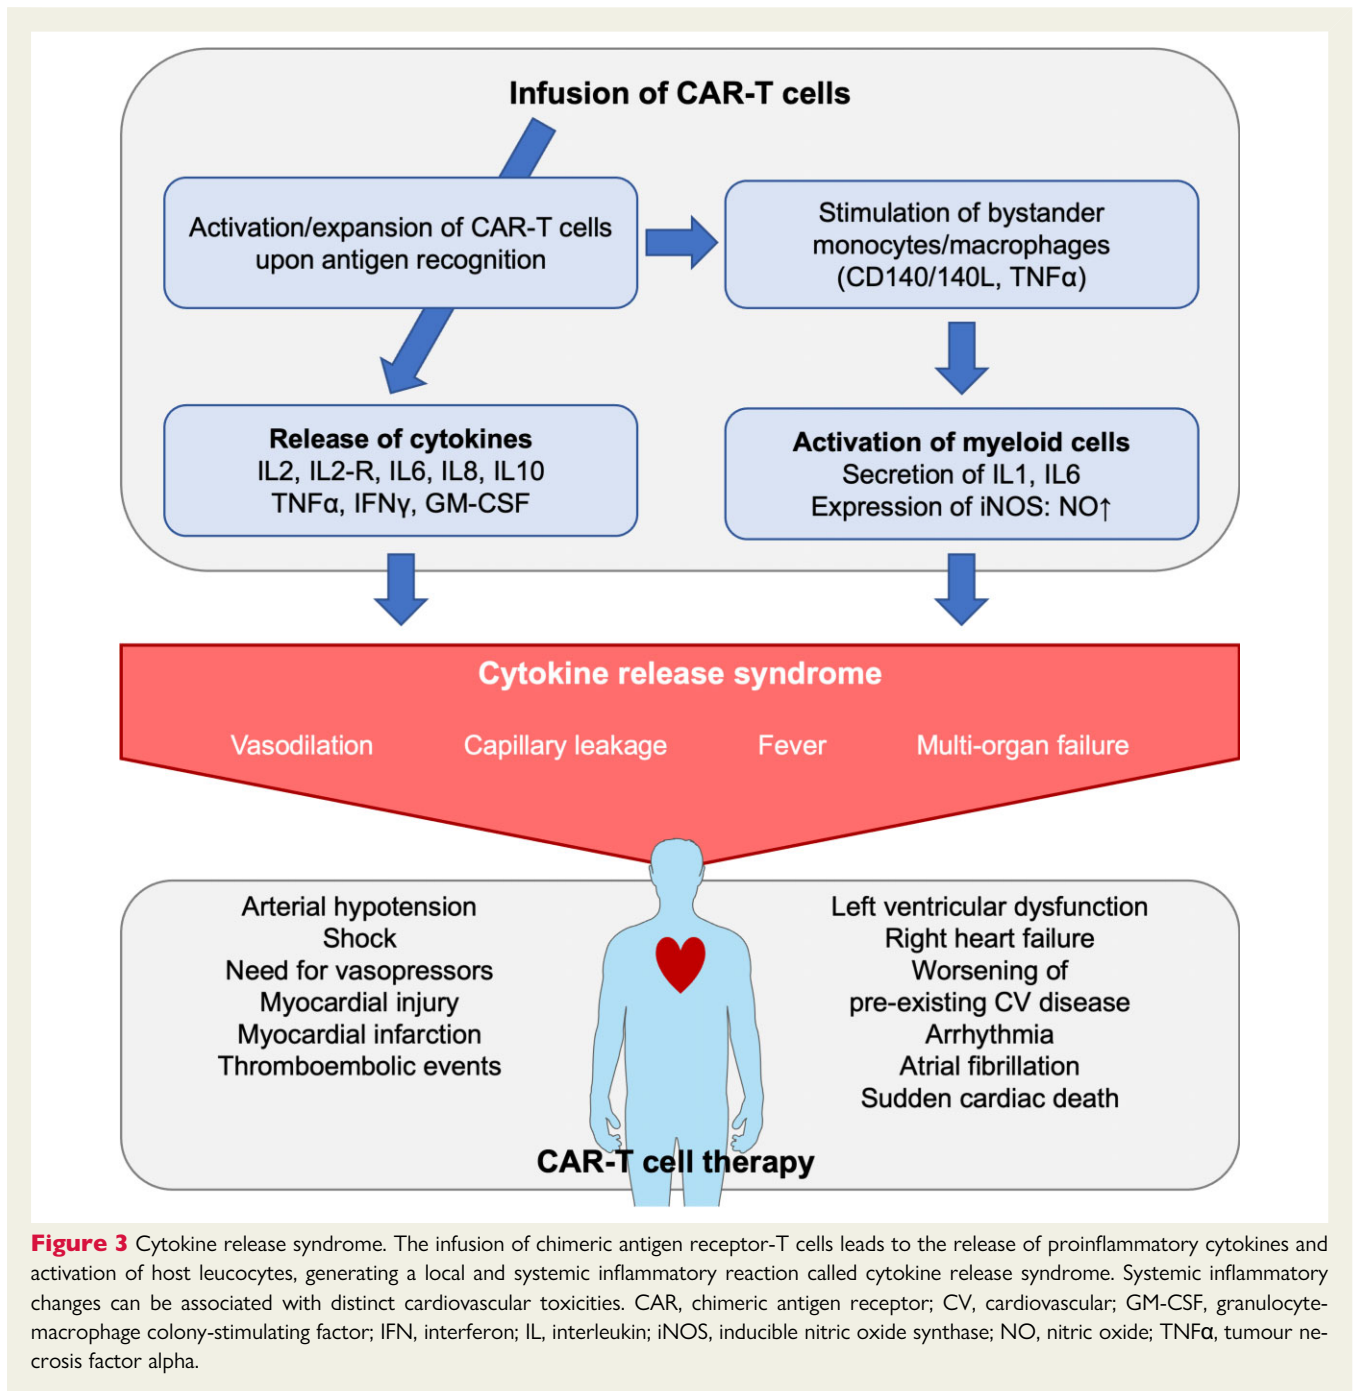 Infusion of CAR-T cells
Activation/expansion of CAR-T cells
upon antigen recognition
Stimulation of bystander
monocytes/macrophages
(CD140/140L, TNFα)
Release of cytokines
IL2, IL2-R, IL6, IL8, IL10
TNFα, IFNγ, GM-CSF
Activation of myeloid cells
Secretion of IL1, IL6
Expression of iNOS: NO↑
Cytokine release syndrome
Vasodilation Capillary leakage Fever Multi-organ failure
Arterial hypotension
Shock
Need for vasopressors
Myocardial injury
Myocardial infarction
Thromboembolic events
Left ventricular dysfunction
Right heart failure
Worsening of
pre-existing CV disease
Arrhythmia
Atrial fibrillation
Sudden cardiac death
CAR-T cell therapy
Figure 3 Cytokine release syndrome. The infusion of chimeric antigen receptor-T cells leads to the release of proinflammatory cytokines and
activation of host leucocytes, generating a local and systemic inflammatory reaction called cytokine release syndrome. Systemic inflammatory
changes can be associated with distinct cardiovascular toxicities. CAR, chimeric antigen receptor; CV, cardiovascular; GM-CSF, granulocyte-
macrophage colony-stimulating factor; IFN, interferon; IL, interleukin; iNOS, inducible nitric oxide synthase; NO, nitric oxide; TNFα, tumour ne-
crosis factor alpha.